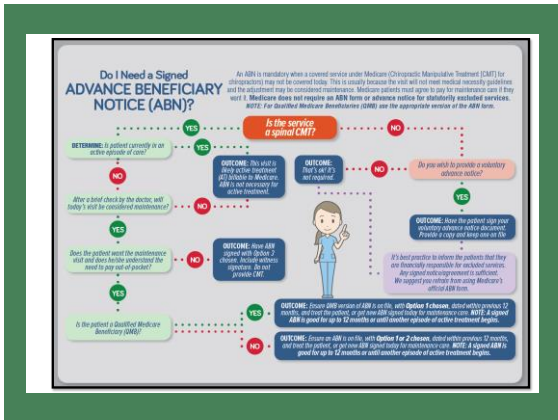 Do I Need a Signed
ADVANCE BENEFICIARY
NOTICE (ABN)?
An ABN is mandatory when a covered service under Medicare (Chiropractic Manipulative Treatment [CMT] for
chiropractors) may not be covered today. This is usually because the visit will not meet medical necessity guidelines
and the adjustment may be considered maintenance. Medicare patients must agree to pay for maintenance care if they
want it. Medicare does not require an ABN form or advance notice for statutorily excluded services.
NOTE: For Qualified Medicare Beneficiaries (QMB) use the appropriate version of the ABN form.
Is the service
a spinal CMT?
YES
NO
DETERMINE: Is patient currently in an
active episode of care?
YES
OUTCOME: This visit is
likely active treatment
(AT) billable to Medicare.
ABN is not necessary for
active treatment.
OUTCOME:
That's ok! It's
not required.
NO
Do you wish to provide a voluntary
advance notice?
NO
YES
After a brief check by the doctor, will
today's visit be considered maintenance?
NO
OUTCOME: Have the patient sign your
voluntary advance notice document.
Provide a copy and keep one on file
YES
Does the patient want the maintenance
visit and does he/she understand the
need to pay out-of-pocket?
NO
OUTCOME: Have ABN
signed with Option 3
chosen. Include witness
signature. Do not
provide CMT.
It's best practice to inform the patients that they
are financially responsible for excluded services.
Any signed notice/agreement is sufficient.
We suggest you refrain from using Medicare's
official ABN form.
YES
Is the patient a Qualified Medicare
Beneficiary (QMB)?
YES
OUTCOME: Ensure QMB version of ABN is on file, with Option 1 chosen, dated within previous 12
months, and treat the patient, or get new ABN signed today for maintenance care. NOTE: A signed
ABN is good for up to 12 months or until another episode of active treatment begins.
NO
OUTCOME: Ensure an ABN is on file, with Option 1 or 2 chosen, dated within previous 12 months,
and treat the patient, or get new ABN signed today for maintenance care. NOTE: A signed ABN is
good for up to 12 months or until another episode of active treatment begins.